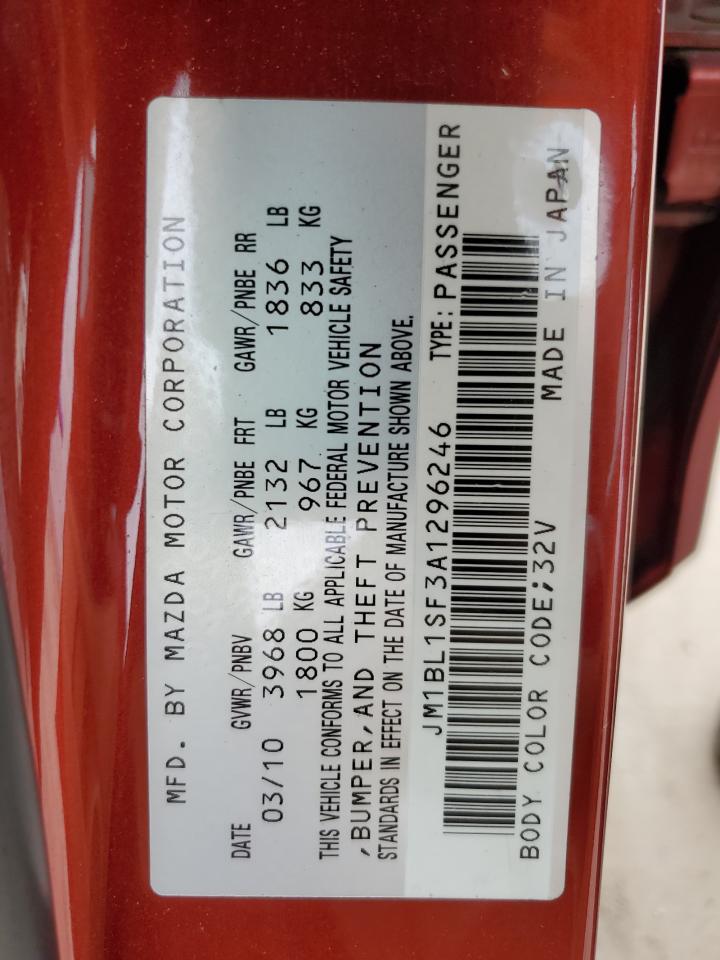 MFD. BY MAZDA MOTOR CORPORATION
DATE GVWR/PNBV GAWR/PNBE FRT GAWR/PNBE RR
03/10 3968 LB 2132 LB 1836 LB
1800 KG 967 KG 833 KG
THIS VEHICLE CONFORMS TO ALL APPLICABLE FEDERAL MOTOR VEHICLE SAFETY
,BUMPER,AND THEFT PREVENTION
STANDARDS IN EFFECT ON THE DATE OF MANUFACTURE SHOWN ABOVE.
JM1BL1SF3A1296246 TYPE: PASSENGER
BODY COLOR CODE;32V MADE IN JAPAN